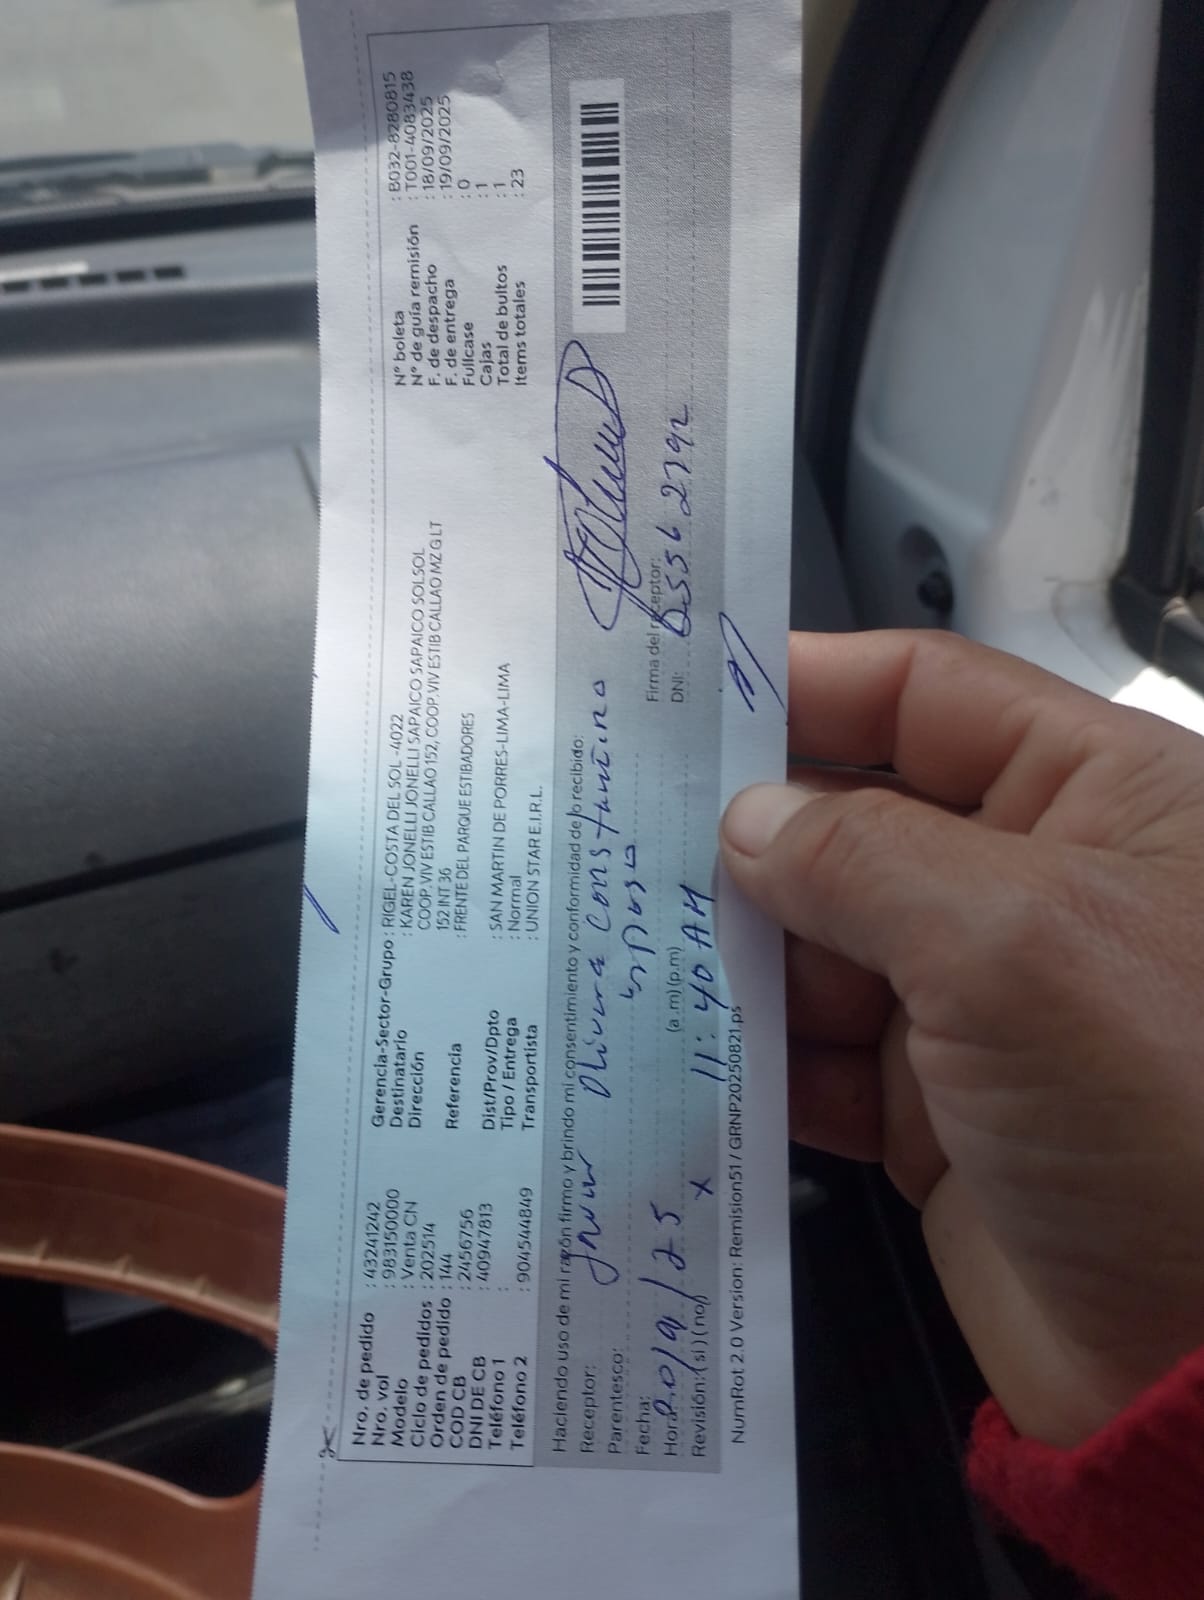 Nro. de pedido : 43241242
Nro. vol : 983150000
Modelo : Venta CN
Ciclo de pedidos : 202514
Orden de pedido : 144
COD CB : 2456756
DNI DE CB : 40947813
Teléfono 1 :
Teléfono 2 : 904544849
Gerencia-Sector-Grupo : RIGEL-COSTA DEL SOL -4022
Destinatario : KAREN JONELLI JONELLI SAPAICO SAPAICO SOLSOL
Dirección : COOP.VIV ESTIB CALLAO 152, COOP.VIV ESTIB CALLAO MZ G LT
152 INT 36
Referencia : FRENTE DEL PARQUE ESTIBADORES
Dist/Prov/Dpto : SAN MARTIN DE PORRES-LIMA-LIMA
Tipo / Entrega : Normal
Transportista : UNION STAR E.I.R.L.
N° boleta : B032-8280815
N° de guía remisión : T001-4083438
F. de despacho : 18/09/2025
F. de entrega : 19/09/2025
Fullcase : 0
Cajas : 1
Total de bultos : 1
Items totales : 23
Haciendo uso de mi razón firmo y brindo mi consentimiento y conformidad de lo recibido:
Receptor: Olivera Constantino
Parentesco: Esposo
Fecha: 20/9/25
Hora: (a.m)(p.m) 11:40 AM
Revisión:(si)(no) x
Firma del receptor:
DNI:
NumRot 2.0 Version: Remision51 / GRNP20250821.ps